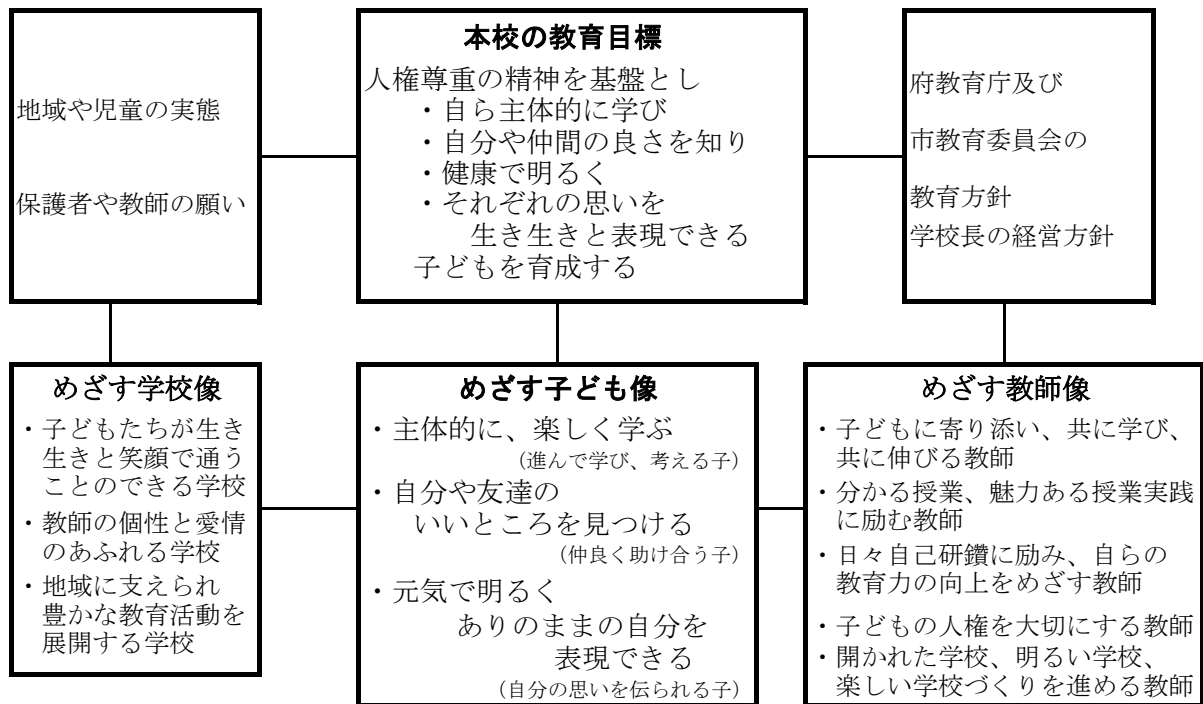 地域や児童の実態
保護者や教師の願い
本校の教育目標
人権尊重の精神を基盤とし
・自ら主体的に学び
・自分や仲間の良さを知り
・健康で明るく
・それぞれの思いを
生き生きと表現できる
子どもを育成する
府教育庁及び
市教育委員会の
教育方針
学校長の経営方針
めざす学校像
・子どもたちが生き
生きと笑顔で通う
ことのできる学校
・教師の個性と愛情
のあふれる学校
・地域に支えられ
豊かな教育活動を
展開する学校
めざす子ども像
・主体的に、楽しく学ぶ
（進んで学び、考える子）
・自分や友達の
いいところを見つける
（仲良く助け合う子）
・元気で明るく
ありのままの自分を
表現できる
（自分の思いを伝られる子）
めざす教師像
・子どもに寄り添い、共に学び、
共に伸びる教師
・分かる授業、魅力ある授業実践
に励む教師
・日々自己研鑽に励み、自らの
教育力の向上をめざす教師
・子どもの人権を大切にする教師
・開かれた学校、明るい学校、
楽しい学校づくりを進める教師